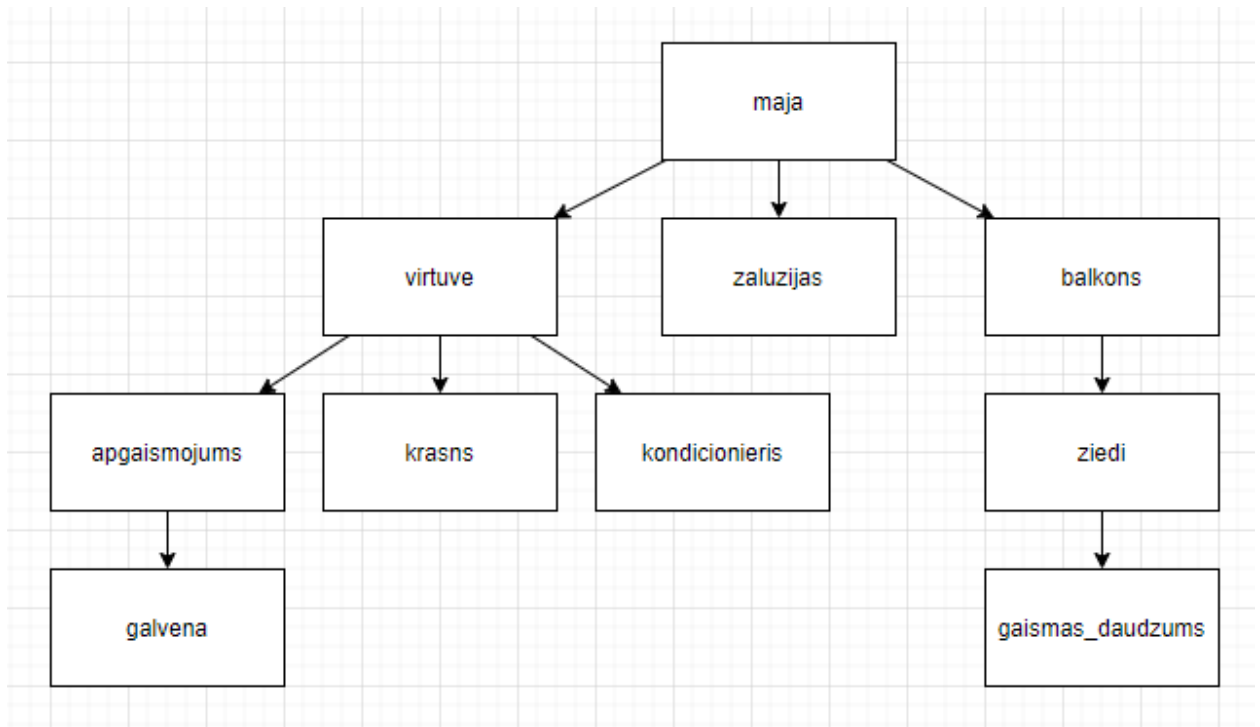 maja
virtuve
zaluzijas
balkons
apgaismojums
krasns
kondicionieris
ziedi
galvena
gaismas_daudzums